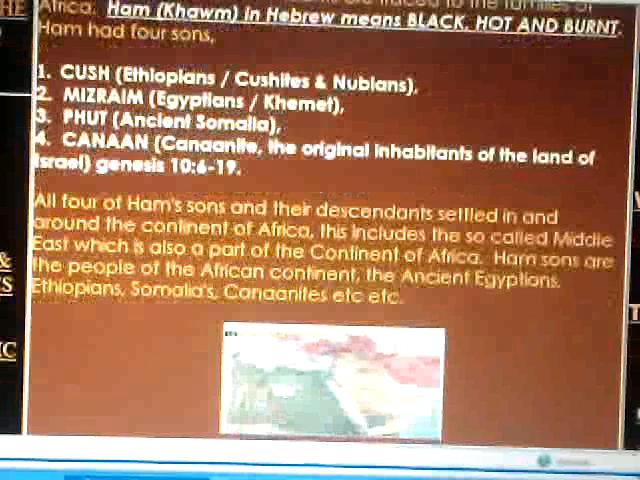 Africa. Ham (Khawm) in Hebrew means BLACK, HOT AND BURNT.
Ham had four sons,
1. CUSH (Ethiopians / Cushites & Nubians),
2. MIZRAIM (Egyptians / Khemet),
3. PHUT (Ancient Somalia),
4. CANAAN (Canaanite, the original inhabitants of the land of
Israel) genesis 10:6-19.
All four of Ham's sons and their descendants settled in and
around the continent of Africa, this includes the so called Middle
East which is also a part of the Continent of Africa. Ham sons are
the people of the African continent, the Ancient Egyptians,
Ethiopians, Somalia's, Canaanites etc etc.